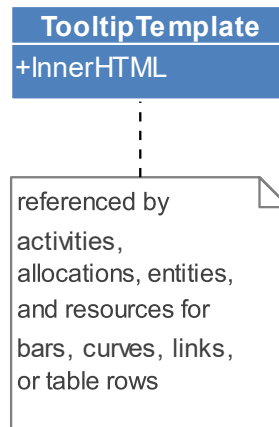 TooltipTemplate
+InnerHTML
referenced by
activities,
allocations, entities,
and resources for
bars, curves, links,
or table rows